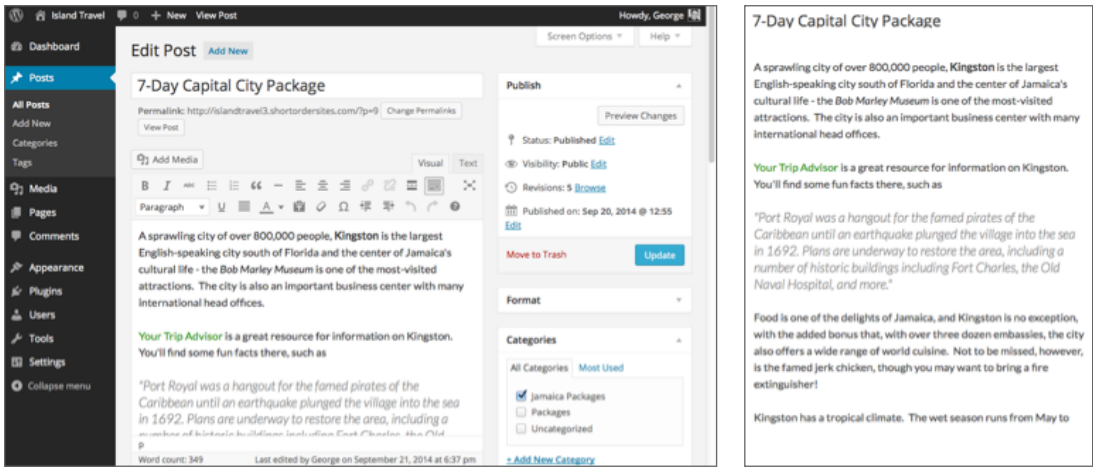 Island Travel 0 + New View Post Howdy, George
Screen Options Help
Dashboard
Posts
All Posts
Add New
Categories
Tags
Media
Pages
Comments
Appearance
Plugins
Users
Tools
Settings
Collapse menu
Edit Post Add New
7-Day Capital City Package
Permalink: http://islandtravel3.shortordersites.com/?p=9 Change Permalinks
View Post
Add Media
Visual Text
B I ABC
Paragraph U A Ω
A sprawling city of over 800,000 people, Kingston is the largest
English-speaking city south of Florida and the center of Jamaica's
cultural life - the Bob Marley Museum is one of the most-visited
attractions. The city is also an important business center with many
international head offices.
Your Trip Advisor is a great resource for information on Kingston.
You'll find some fun facts there, such as
"Port Royal was a hangout for the famed pirates of the
Caribbean until an earthquake plunged the village into the sea
in 1692. Plans are underway to restore the area, including a
number of historic buildings including Fort Charles, the Old
P
Word count: 349 Last edited by George on September 21, 2014 at 6:37 pm
Publish
Preview Changes
Status: Published Edit
Visibility: Public Edit
Revisions: 5 Browse
Published on: Sep 20, 2014 @ 12:55
Edit
Move to Trash Update
Format
Categories
All Categories Most Used
Jamaica Packages
Packages
Uncategorized
+ Add New Category
7-Day Capital City Package
A sprawling city of over 800,000 people, Kingston is the largest
English-speaking city south of Florida and the center of Jamaica's
cultural life - the Bob Marley Museum is one of the most-visited
attractions. The city is also an important business center with many
international head offices.
Your Trip Advisor is a great resource for information on Kingston.
You'll find some fun facts there, such as
"Port Royal was a hangout for the famed pirates of the
Caribbean until an earthquake plunged the village into the sea
in 1692. Plans are underway to restore the area, including a
number of historic buildings including Fort Charles, the Old
Naval Hospital, and more."
Food is one of the delights of Jamaica, and Kingston is no exception,
with the added bonus that, with over three dozen embassies, the city
also offers a wide range of world cuisine. Not to be missed, however,
is the famed jerk chicken, though you may want to bring a fire
extinguisher!
Kingston has a tropical climate. The wet season runs from May to